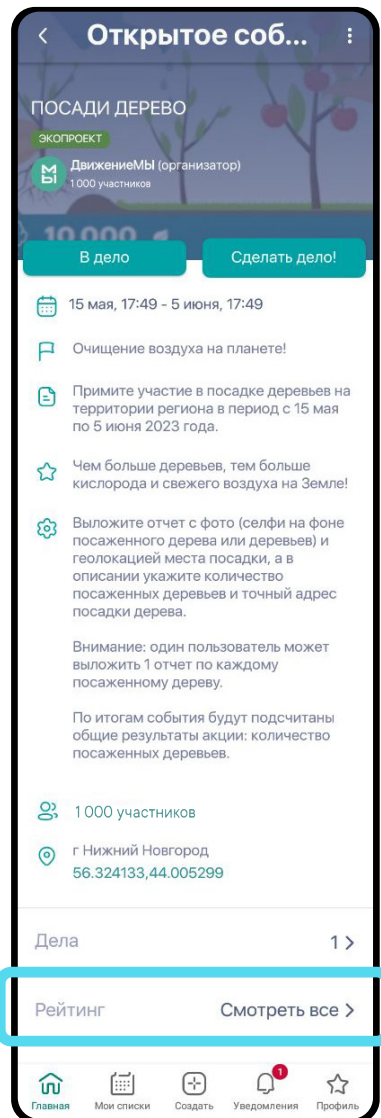 Открытое соб...
ПОСАДИ ДЕРЕВО
ЭКОПРОЕКТ
ДвижениеМЫ (организатор)
1 000 участников
10 000
В дело
Сделать дело!
15 мая, 17:49 - 5 июня, 17:49
Очищение воздуха на планете!
Примите участие в посадке деревьев на
территории региона в период с 15 мая
по 5 июня 2023 года.
Чем больше деревьев, тем больше
кислорода и свежего воздуха на Земле!
Выложите отчет с фото (селфи на фоне
посаженного дерева или деревьев) и
геолокацией места посадки, а в
описании укажите количество
посаженных деревьев и точный адрес
посадки дерева.
Внимание: один пользователь может
выложить 1 отчет по каждому
посаженному дереву.
По итогам события будут подсчитаны
общие результаты акции: количество
посаженных деревьев.
1 000 участников
г Нижний Новгород
56.324133,44.005299
Дела 1 >
Рейтинг Смотреть все >
1
Главная Мои списки Создать Уведомления Профиль